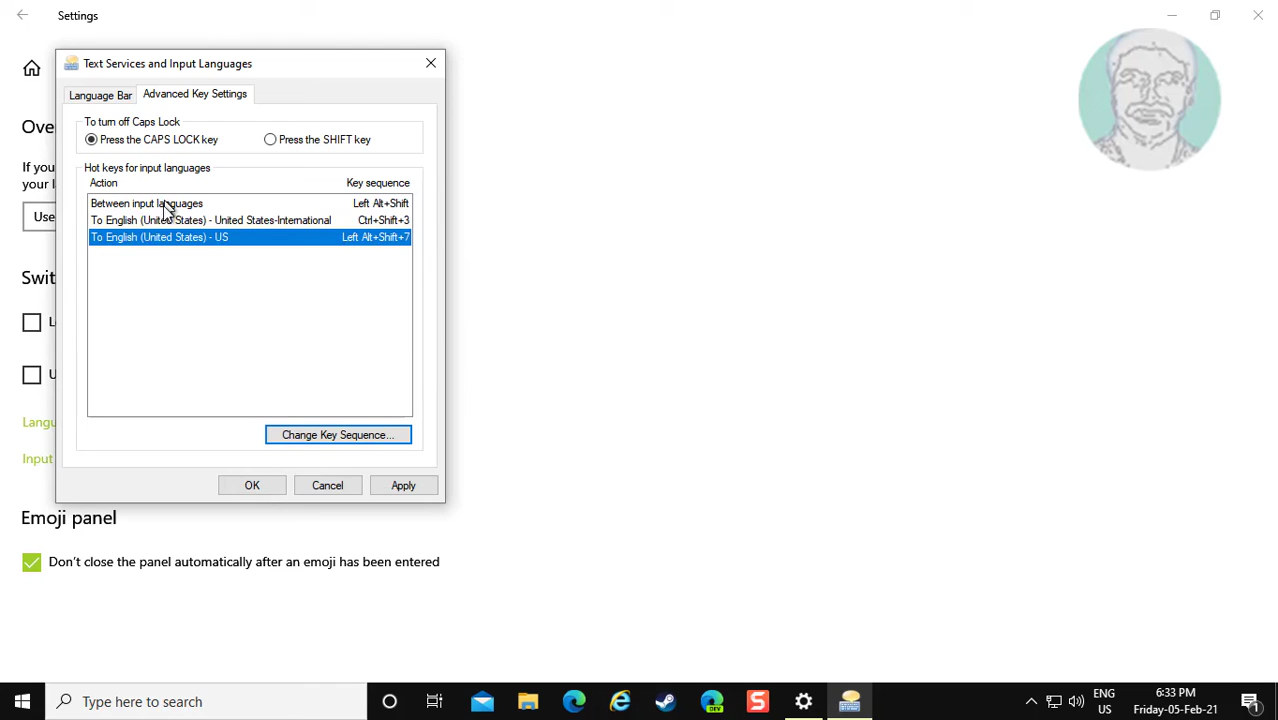 Settings
Text Services and Input Languages
Language Bar
Advanced Key Settings
To turn off Caps Lock
Press the CAPS LOCK key
Press the SHIFT key
Hot keys for input languages
Action Key sequence
Between input languages Left Alt+Shift
To English (United States) - United States-International Ctrl+Shift+3
To English (United States) - US Left Alt+Shift+7
Change Key Sequence...
OK Cancel Apply
Ove
If you
your l
Use
Swit
L
U
Langu
Input
Emoji panel
Don't close the panel automatically after an emoji has been entered
Type here to search
DEV
S
ENG
US
6:33 PM
Friday-05-Feb-21
1